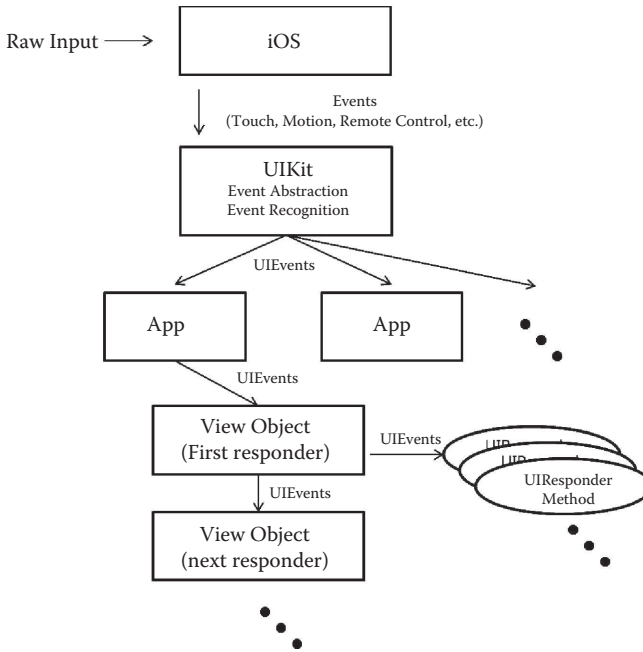 Raw Input
iOS
Events
(Touch, Motion, Remote Control, etc.)
UIKit
Event Abstraction
Event Recognition
UIEvents
App
App
UIEvents
View Object
(First responder)
UIEvents
UIResponder
Method
UIEvents
View Object
(next responder)